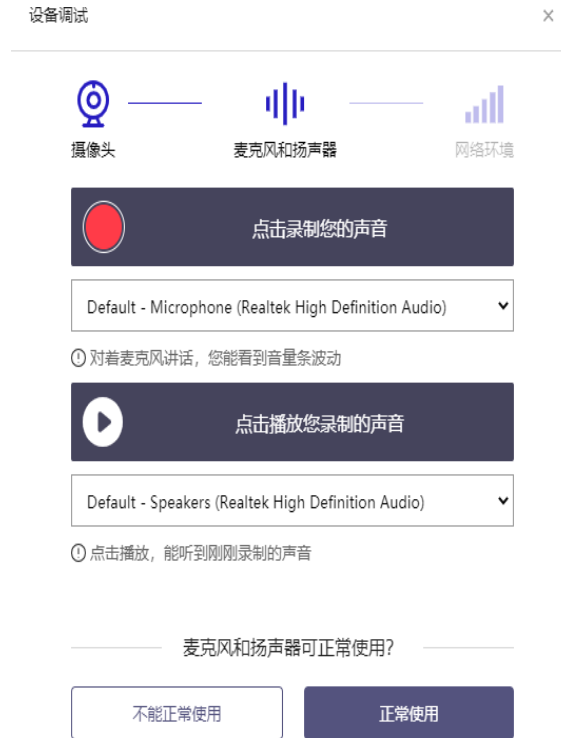 设备调试
摄像头
麦克风和扬声器
网络环境
点击录制您的声音
Default - Microphone (Realtek High Definition Audio)
对着麦克风讲话，您能看到音量条波动
点击播放您录制的声音
Default - Speakers (Realtek High Definition Audio)
点击播放，能听到刚刚录制的声音
麦克风和扬声器可正常使用?
不能正常使用
正常使用